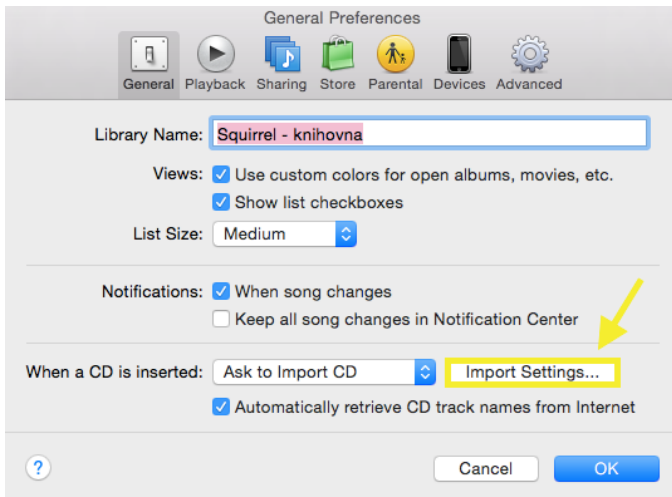 General Preferences
General Playback Sharing Store Parental Devices Advanced
Library Name: Squirrel - knihovna
Views: Use custom colors for open albums, movies, etc.
Show list checkboxes
List Size: Medium
Notifications: When song changes
Keep all song changes in Notification Center
When a CD is inserted: Ask to Import CD Import Settings...
Automatically retrieve CD track names from Internet
? Cancel OK